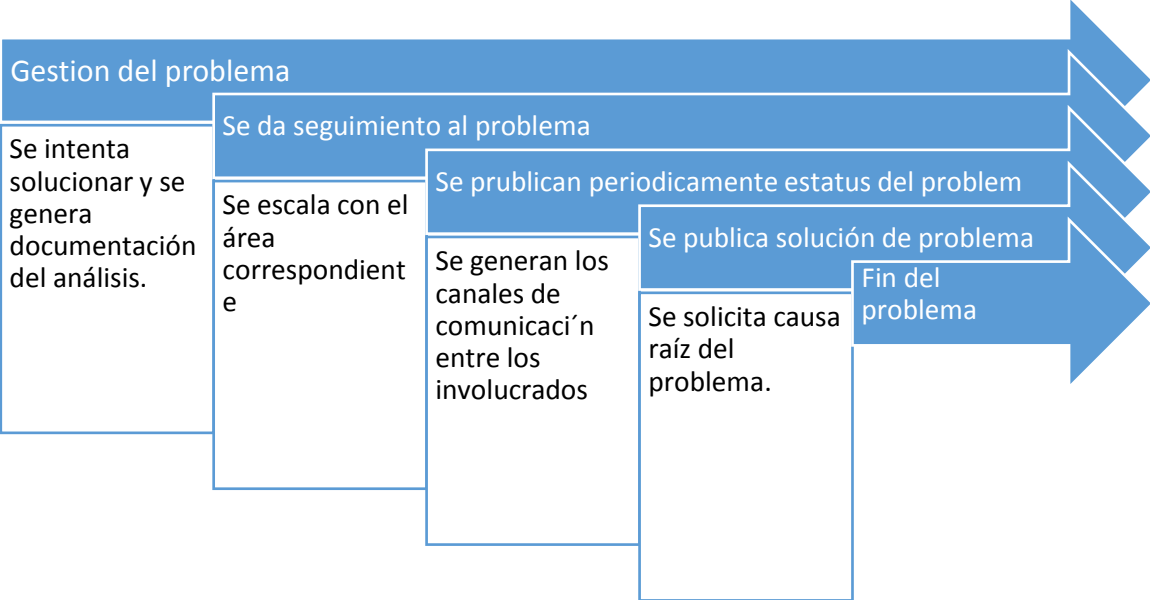 Gestion del problema
Se intenta
solucionar y se
genera
documentación
del análisis.
Se da seguimiento al problema
Se escala con el
área
correspondient
e
Se prublican periodicamente estatus del problem
Se generan los
canales de
comunicaci´n
entre los
involucrados
Se publica solución de problema
Se solicita causa
raíz del
problema.
Fin del
problema